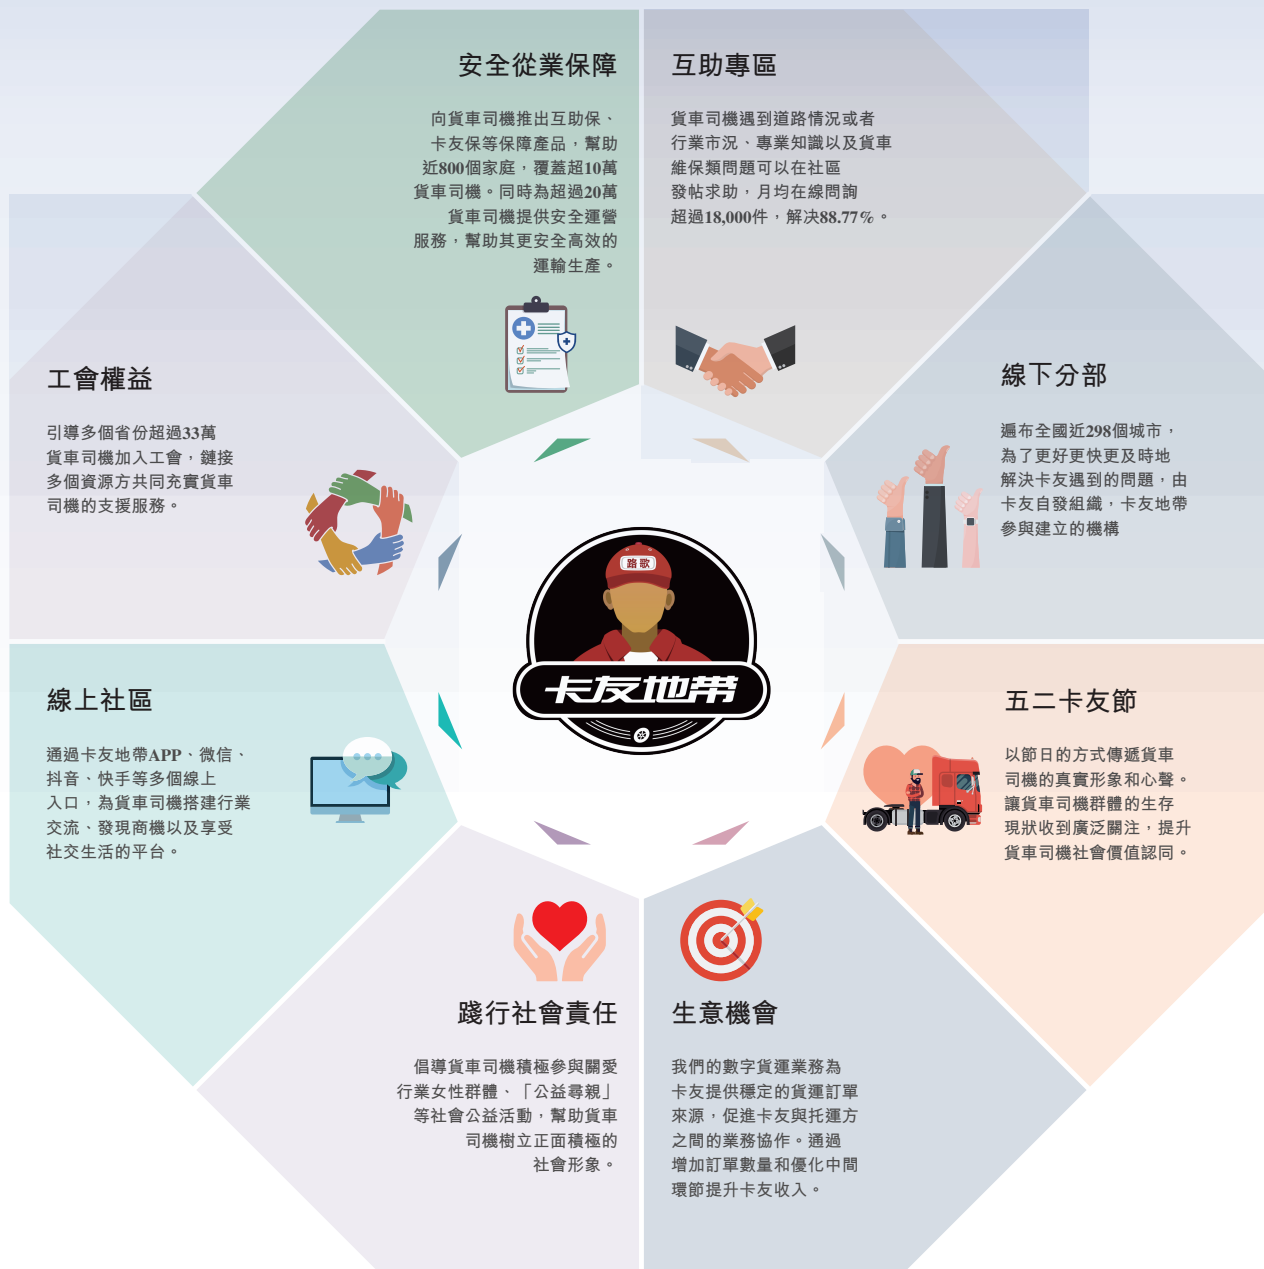 安全從業保障
向貨車司機推出互助保、
卡友保等保障產品，幫助
近800個家庭，覆蓋超10萬
貨車司機。同時為超過20萬
貨車司機提供安全運營
服務，幫助其更安全高效的
運輸生產。
互助專區
貨車司機遇到道路情況或者
行業市況、專業知識以及貨車
維保類問題可以在社區
發帖求助，月均在線問詢
超過18,000件，解決88.77%。
工會權益
引導多個省份超過33萬
貨車司機加入工會，鏈接
多個資源方共同充實貨車
司機的支援服務。
線下分部
遍布全國近298個城市，
為了更好更快更及時地
解決卡友遇到的問題，由
卡友自發組織，卡友地帶
參與建立的機構
路歌
卡友地帶
線上社區
通過卡友地帶APP、微信、
抖音、快手等多個線上
入口，為貨車司機搭建行業
交流、發現商機以及享受
社交生活的平台。
五二卡友節
以節日的方式傳遞貨車
司機的真實形象和心聲。
讓貨車司機群體的生存
現狀收到廣泛關注，提升
貨車司機社會價值認同。
踐行社會責任
倡導貨車司機積極參與關愛
行業女性群體、「公益尋親」
等社會公益活動，幫助貨車
司機樹立正面積極的
社會形象。
生意機會
我們的數字貨運業務為
卡友提供穩定的貨運訂單
來源，促進卡友與托運方
之間的業務協作。通過
增加訂單數量和優化中間
環節提升卡友收入。